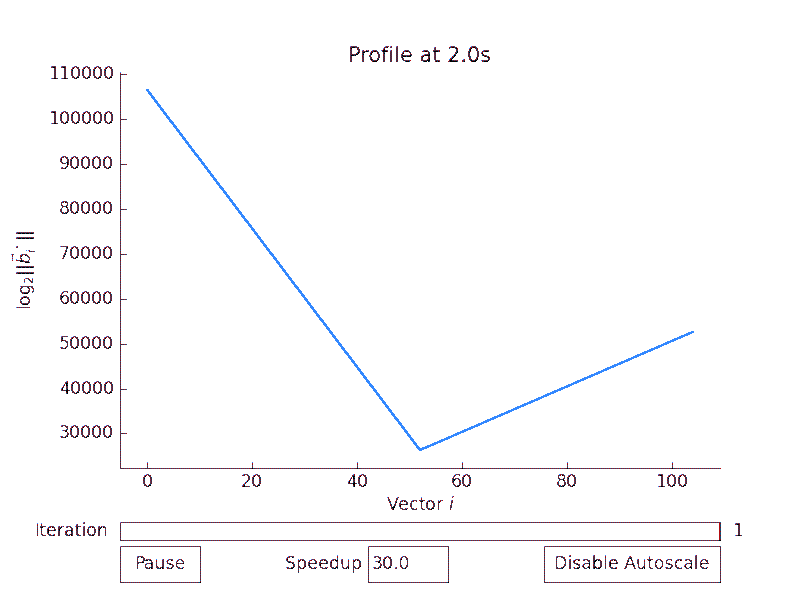 Profile at 2.0s
110000
100000
90000
80000
70000
60000
50000
40000
30000
log₂||b⃗ᵢ*||
0 20 40 60 80 100
Vector i
Iteration 1
Pause Speedup 30.0 Disable Autoscale